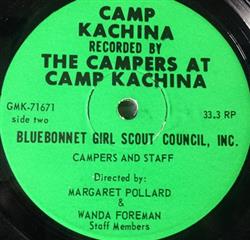 CAMP
KACHINA
RECORDED BY
THE CAMPERS AT
CAMP KACHINA
GMK-71671
33.3 RP
side two
BLUEBONNET GIRL SCOUT COUNCIL, INC.
CAMPERS AND STAFF
Directed by:
MARGARET POLLARD
&
WANDA FOREMAN
Staff Members